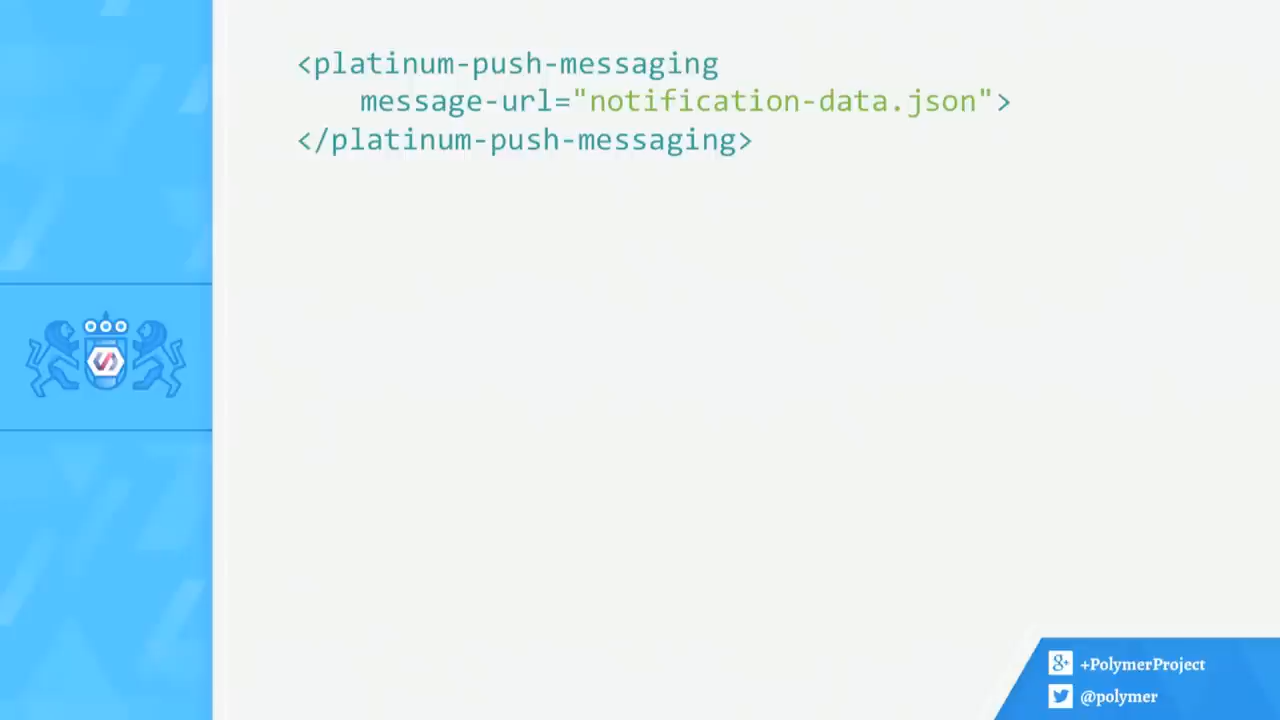 <platinum-push-messaging
message-url="notification-data.json">
</platinum-push-messaging>
+PolymerProject
@polymer